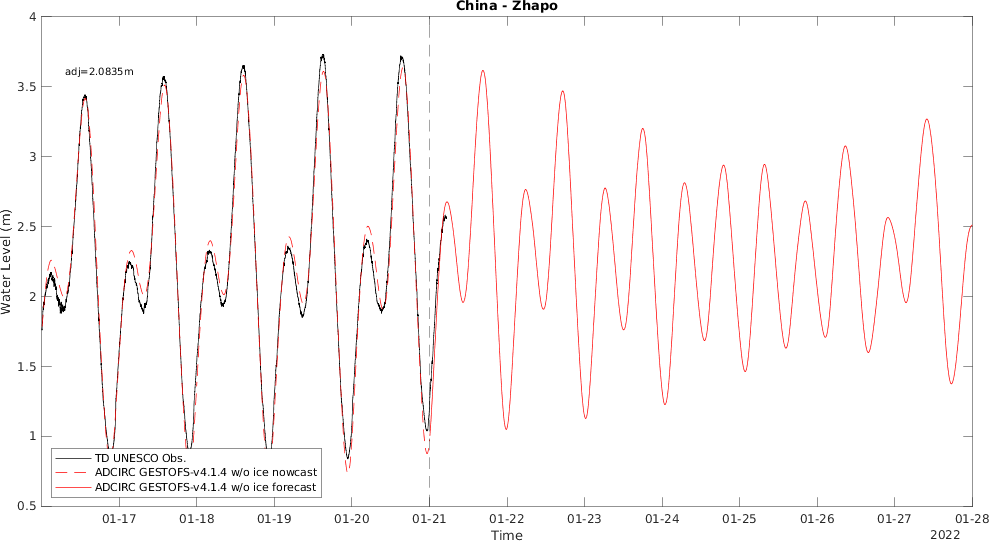 China - Zhapo
adj=2.0835m
Water Level (m)
4
3.5
3
2.5
2
1.5
1
0.5
TD UNESCO Obs.
ADCIRC GESTOFS-v4.1.4 w/o ice nowcast
ADCIRC GESTOFS-v4.1.4 w/o ice forecast
01-17 01-18 01-19 01-20 01-21 01-22 01-23 01-24 01-25 01-26 01-27 01-28
Time
2022